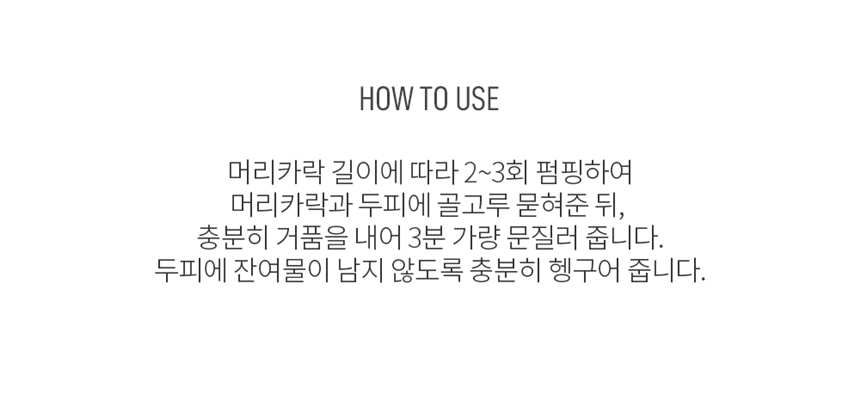 HOW TO USE
머리카락 길이에 따라 2~3회 펌핑하여
머리카락과 두피에 골고루 묻혀준 뒤,
충분히 거품을 내어 3분 가량 문질러 줍니다.
두피에 잔여물이 남지 않도록 충분히 헹구어 줍니다.